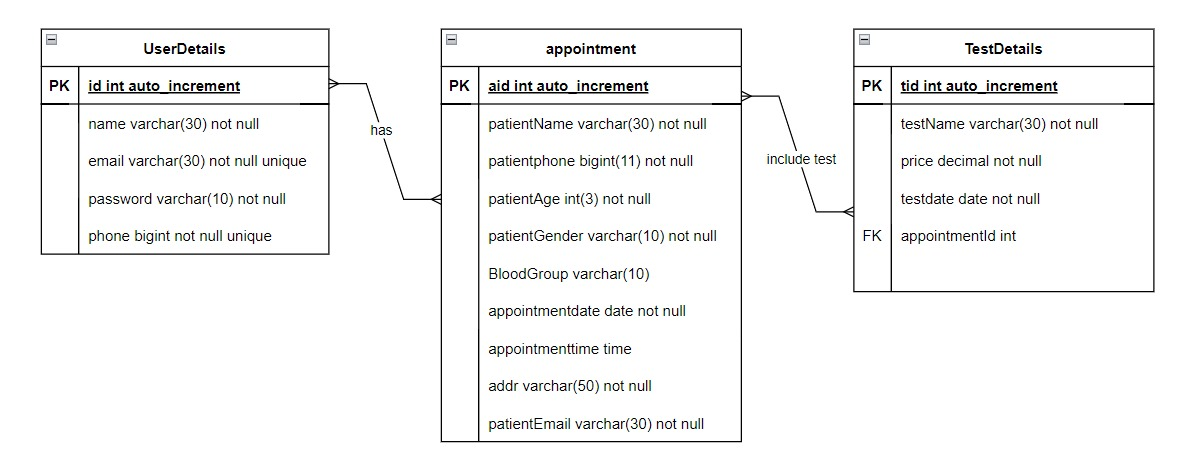 UserDetails
PK id int auto_increment
name varchar(30) not null
email varchar(30) not null unique
password varchar(10) not null
phone bigint not null unique
has
appointment
PK aid int auto_increment
patientName varchar(30) not null
patientphone bigint(11) not null
patientAge int(3) not null
patientGender varchar(10) not null
BloodGroup varchar(10)
appointmentdate date not null
appointmenttime time
addr varchar(50) not null
patientEmail varchar(30) not null
include test
TestDetails
PK tid int auto_increment
testName varchar(30) not null
price decimal not null
testdate date not null
FK appointmentId int